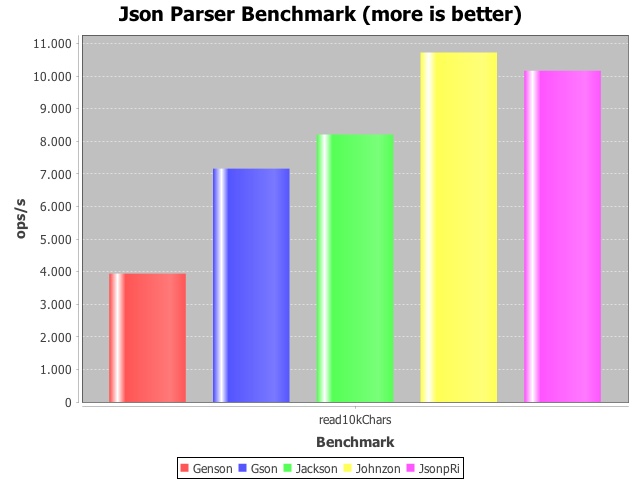 Json Parser Benchmark (more is better)
11.000
10.000
9.000
8.000
7.000
6.000
5.000
4.000
3.000
2.000
1.000
0
ops/s
read10kChars
Benchmark
Genson Gson Jackson Johnzon JsonpRi